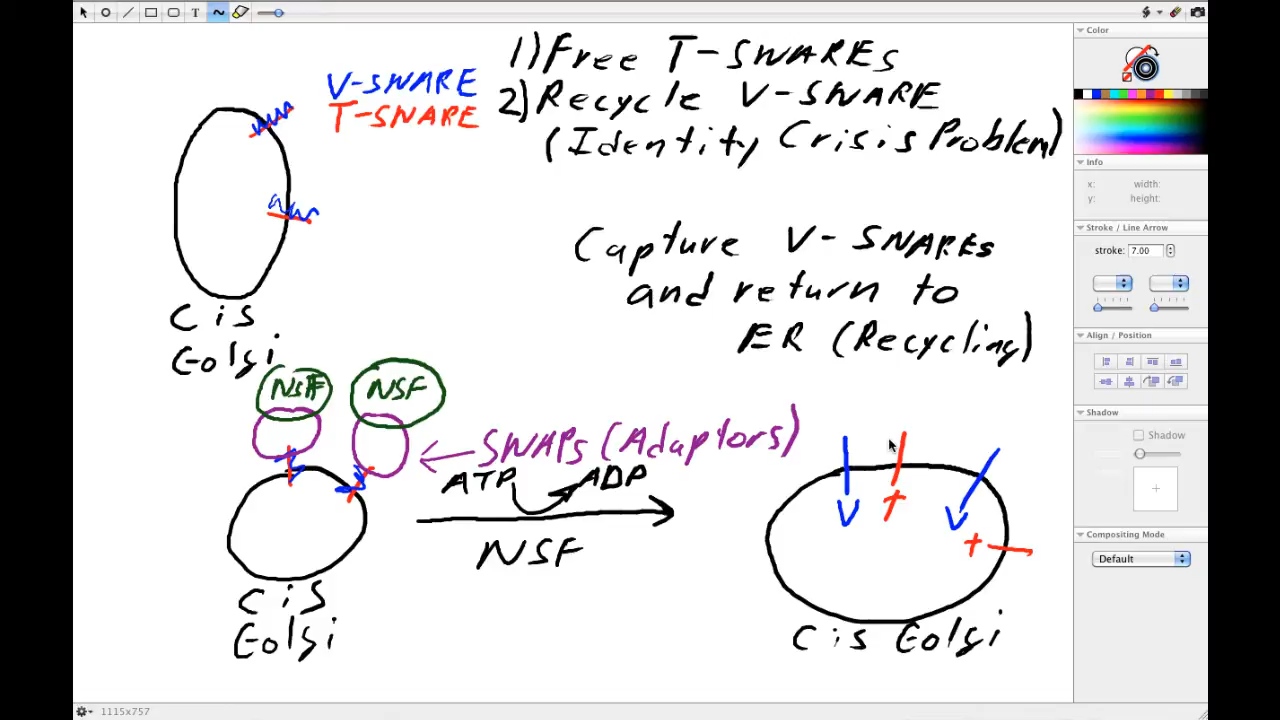 1) Free T-SNAREs
V-SNARE
T-SNARE
2) Recycle V-SNARE
(Identity Crisis Problem)
Capture V-SNAREs
and return to
ER (Recycling)
Cis
Golgi
NSF
NSF
SNAPs (Adaptors)
ATP
ADP
NSF
Cis
Golgi
V
t
V
t
Cis Golgi
T
Color
Info
x:
width:
y:
height:
Stroke / Line Arrow
stroke:
7.00
Align / Position
Shadow
Shadow
Compositing Mode
Default
1115x757